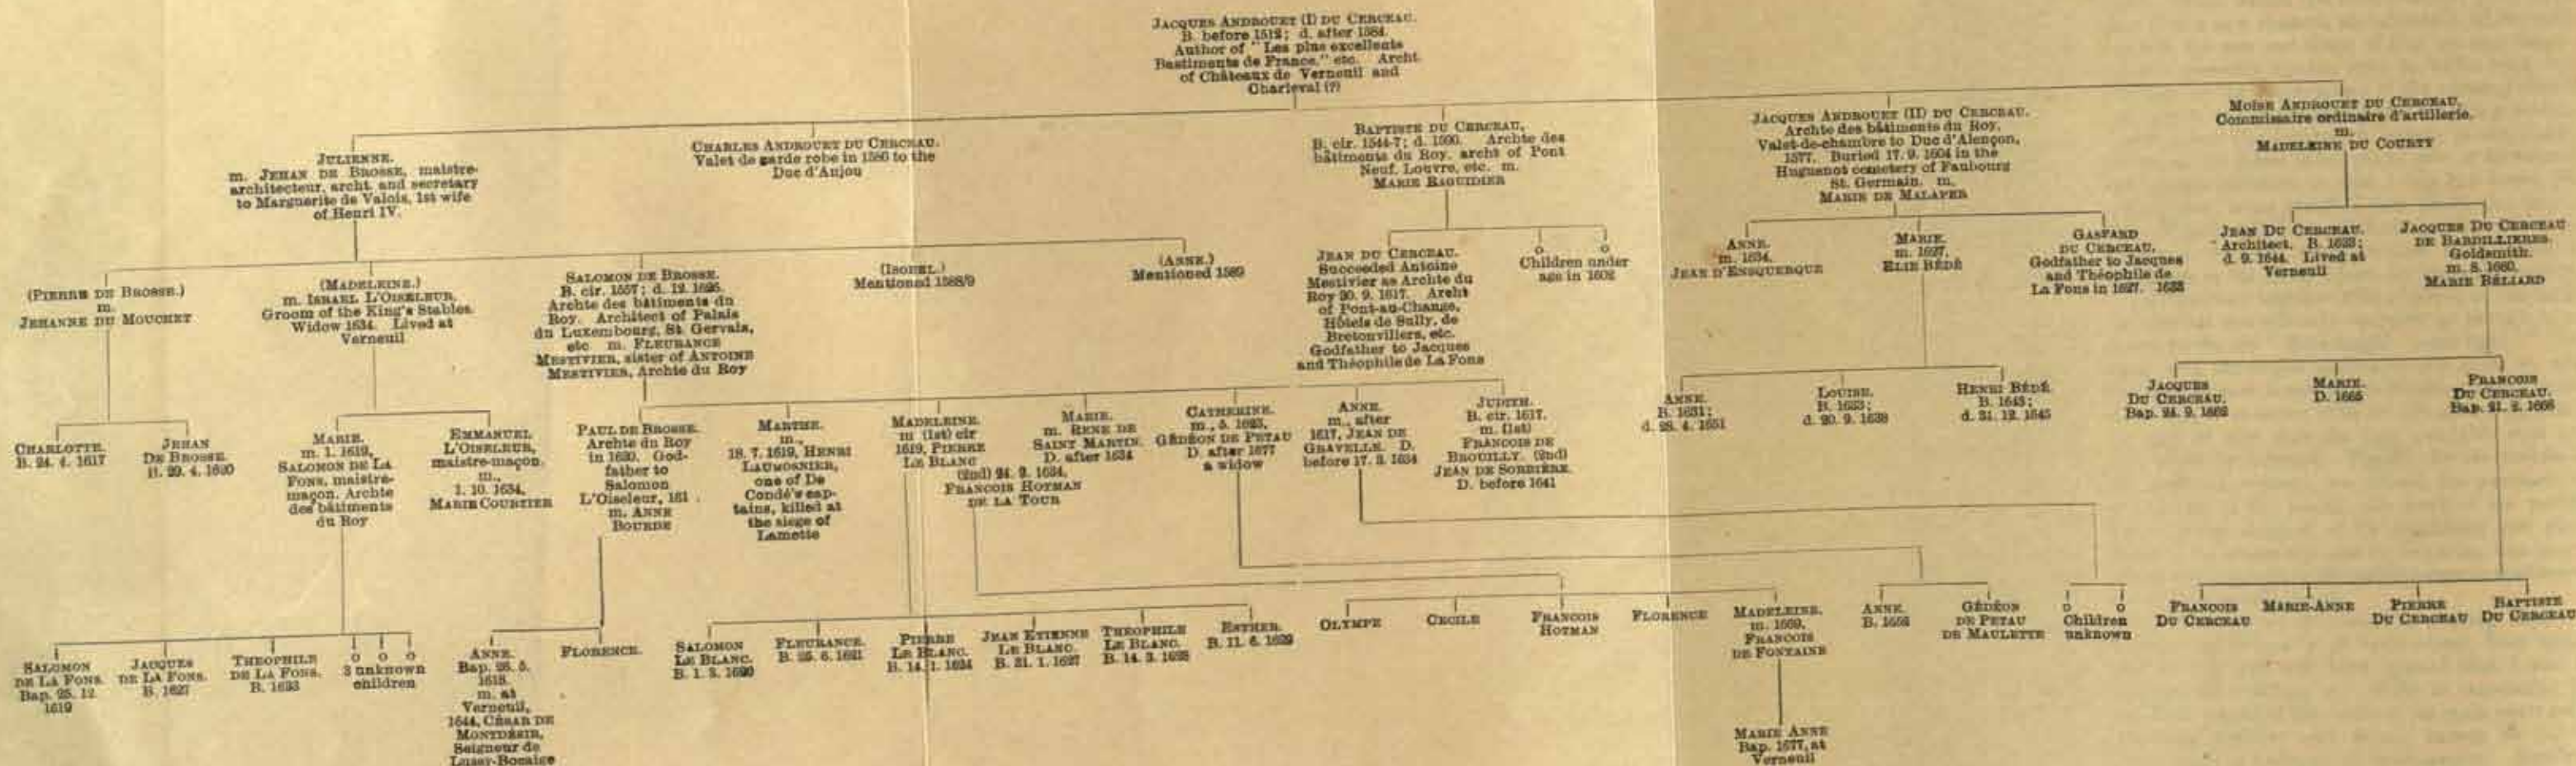 JACQUES ANDROUET (I) DU CERCEAU.
B. before 1512; d. after 1584.
Author of "Les plus excellents
Bastiments de France," etc. Archt.
of Châteaux de Verneuil and
Charleval (?)
JULIENNE.
m. JEHAN DE BROSSE, maistre-
architecteur, archt. and secretary
to Marguerite de Valois, 1st wife
of Henri IV.
CHARLES ANDROUET DU CERCEAU.
Valet de garde robe in 1586 to the
Duc d'Anjou
BAPTISTE DU CERCEAU,
B. cir. 1544-7; d. 1590. Archte des
bâtiments du Roy. archt of Pont
Neuf, Louvre, etc. m.
MARIE RAGUIDIER
JACQUES ANDROUET (II) DU CERCEAU.
Archte des bâtiments du Roy.
Valet-de-chambre to Duc d'Alençon,
1577. Buried 17. 9. 1604 in the
Huguenot cemetery of Faubourg
St. Germain. m.
MARIE DE MALAPER
MOÏSE ANDROUET DU CERCEAU.
Commissaire ordinaire d'artillerie.
m.
MADELEINE DU COURTY
(PIERRE DE BROSSE.)
m.
JEHANNE DU MOUCHET
(MADELEINE.)
m. ISRAEL L'OISELEUR,
Groom of the King's Stables.
Widow 1634. Lived at
Verneuil
SALOMON DE BROSSE.
B. cir. 1557; d. 12. 1626.
Archte des bâtiments du
Roy. Architect of Palais
du Luxembourg, St. Gervais,
etc. m. FLEURANCE
MESTIVIER, sister of ANTOINE
MESTIVIER, Archte du Roy
(ISOBEL.)
Mentioned 1588/9
(ANNE.)
Mentioned 1589
JEAN DU CERCEAU.
Succeeded Antoine
Mestivier as Archte du
Roy 30. 9. 1617. Archt
of Pont-au-Change,
Hôtels de Sully, de
Bretonvilliers, etc.
Godfather to Jacques
and Théophile de La Fons
o o
Children under
age in 1602
ANNE.
m. 1634.
JEAN D'ENSQUERQUE
MARIE.
m. 1627.
ELIE BÉDÉ
GASPARD
DU CERCEAU.
Godfather to Jacques
and Théophile de
La Fons in 1627. 1633
JEAN DU CERCEAU.
Architect. B. 1623;
d. 9. 1644. Lived at
Verneuil
JACQUES DU CERCEAU
DE BARDILLIERES.
Goldsmith.
m. 8. 1660.
MARIE BÉLIARD
CHARLOTTE.
B. 24. 4. 1617
JEHAN
DE BROSSE.
B. 29. 4. 1620
MARIE.
m. 1. 1619,
SALOMON DE LA
FONS, maistre-
maçon. Archte
des bâtiments
du Roy
EMMANUEL
L'OISELEUR,
maistre-maçon.
m.,
1. 10. 1634,
MARIE COURTIER
PAUL DE BROSSE.
Archte du Roy
in 1620. God-
father to
Salomon
L'Oiseleur, 161
m. ANNE
BOURDE
MARTHE.
m.,
18. 7. 1619, HENRI
LAUMOSNIER,
one of De
Condé's cap-
tains, killed at
the siege of
Lamotte
MADELEINE.
m (1st) cir
1619, PIERRE
LE BLANC
(2nd) 24. 2. 1634.
FRANCOIS HOTMAN
DE LA TOUR
MARIE.
m. RENE DE
SAINT MARTIN.
D. after 1634
CATHERINE.
m., 5. 1623,
GÉDÉON DE PETAU
D. after 1677
a widow
ANNE.
m., after
1617, JEAN DE
GRAVELLE. D.
before 17. 3. 1634
JUDITH.
B. cir. 1617.
m. (1st)
FRANCOIS DE
BROUILLY. (2nd)
JEAN DE SORBIÈRE.
D. before 1641
ANNE.
B. 1631;
d. 28. 4. 1651
LOUISE.
B. 1633;
d. 20. 9. 1638
HENRI BÉDÉ.
B. 1643;
d. 31. 12. 1645
JACQUES
DU CERCEAU.
Bap. 24. 9. 1662
MARIE.
D. 1665
FRANCOIS
DU CERCEAU.
Bap. 21. 2. 1666
SALOMON
DE LA FONS.
Bap. 25. 12.
1619
JACQUES
DE LA FONS.
B. 1627
THEOPHILE
DE LA FONS.
B. 1633
o o o
3 unknown
children
ANNE.
Bap. 26. 5.
1618.
m. at
Verneuil,
1644, CÉSAR DE
MONTDÉSIR,
Seigneur de
Lusay-Bocaige
FLORENCE.
SALOMON
LE BLANC.
B. 1. 3. 1620
FLEURANCE.
B. 25. 6. 1621
PIERRE
LE BLANC.
B. 14. 1. 1624
JEAN ETIENNE
LE BLANC.
B. 31. 1. 1627
THEOPHILE
LE BLANC.
B. 14. 3. 1628
ESTHER.
B. 11. 6. 1629
OLYMPE
CECILE
FRANCOIS
HOTMAN
FLORENCE
MADELEINE.
m. 1669.
FRANCOIS
DE FONTAINE
ANNE.
B. 1656
GÉDÉON
DE PETAU
DE MAULETTE
o o
Children
unknown
FRANCOIS
DU CERCEAU
MARIE-ANNE
PIERRE
DU CERCEAU
BAPTISTE
DU CERCEAU
MARIE ANNE
Bap. 1677, at
Verneuil